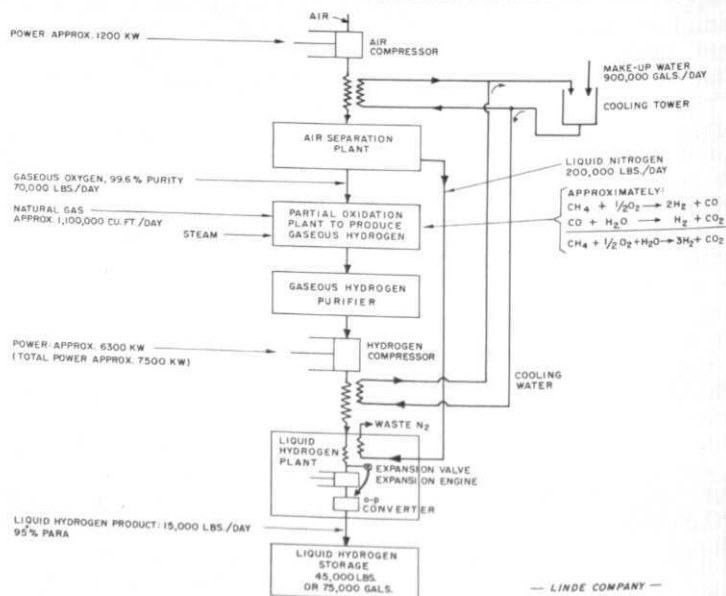 AIR
POWER APPROX. 1200 KW
AIR
COMPRESSOR
MAKE-UP WATER
900,000 GALS./DAY
COOLING TOWER
AIR SEPARATION
PLANT
LIQUID NITROGEN
200,000 LBS./DAY
GASEOUS OXYGEN, 99.6% PURITY
70,000 LBS/DAY
NATURAL GAS
APPROX. 1,100,000 CU.FT./DAY
STEAM
PARTIAL OXIDATION
PLANT TO PRODUCE
GASEOUS HYDROGEN
APPROXIMATELY:
CH4 + 1/2O2 → 2H2 + CO
CO + H2O → H2 + CO2
CH4 + 1/2O2 + H2O → 3H2 + CO2
GASEOUS HYDROGEN
PURIFIER
POWER: APPROX. 6300 KW
(TOTAL POWER APPROX. 7500 KW)
HYDROGEN
COMPRESSOR
COOLING
WATER
WASTE N2
LIQUID
HYDROGEN
PLANT
EXPANSION VALVE
EXPANSION ENGINE
o-p
CONVERTER
LIQUID HYDROGEN PRODUCT: 15,000 LBS./DAY
95% PARA
LIQUID HYDROGEN
STORAGE
45,000 LBS.
OR 75,000 GALS.
— LINDE COMPANY —